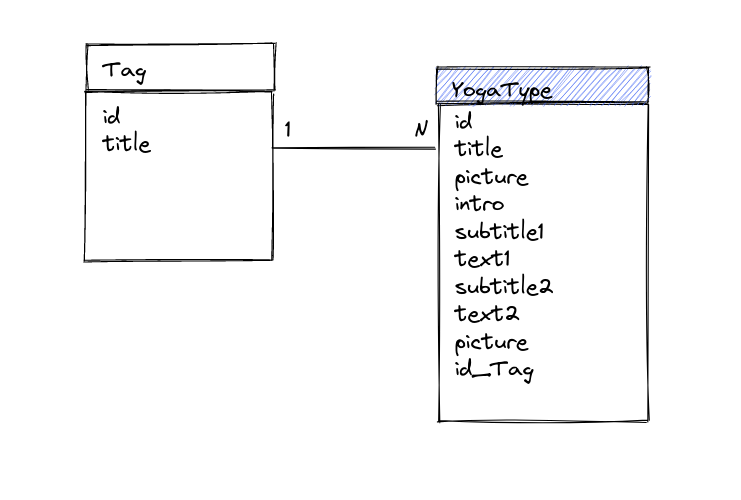 Tag
id
title
1
N
YogaType
id
title
picture
intro
subtitle1
text1
subtitle2
text2
picture
id_Tag